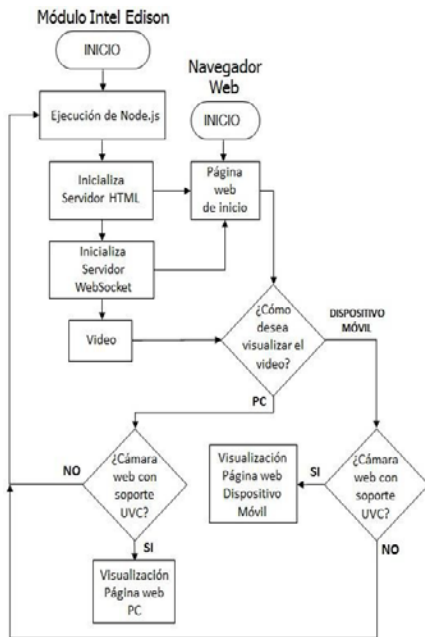 Módulo Intel Edison
INICIO
Navegador
Web
Ejecución de Node.js
INICIO
Inicializa
Servidor HTML
Página
web
de inicio
Inicializa
Servidor
WebSocket
Video
¿Cómo
desea
visualizar el
video?
DISPOSITIVO
MÓVIL
PC
NO
¿Cámara
web con
soporte
UVC?
SI
Visualización
Página web
PC
Visualización
Página web
Dispositivo
Móvil
SI
¿Cámara
web con
soporte
UVC?
NO